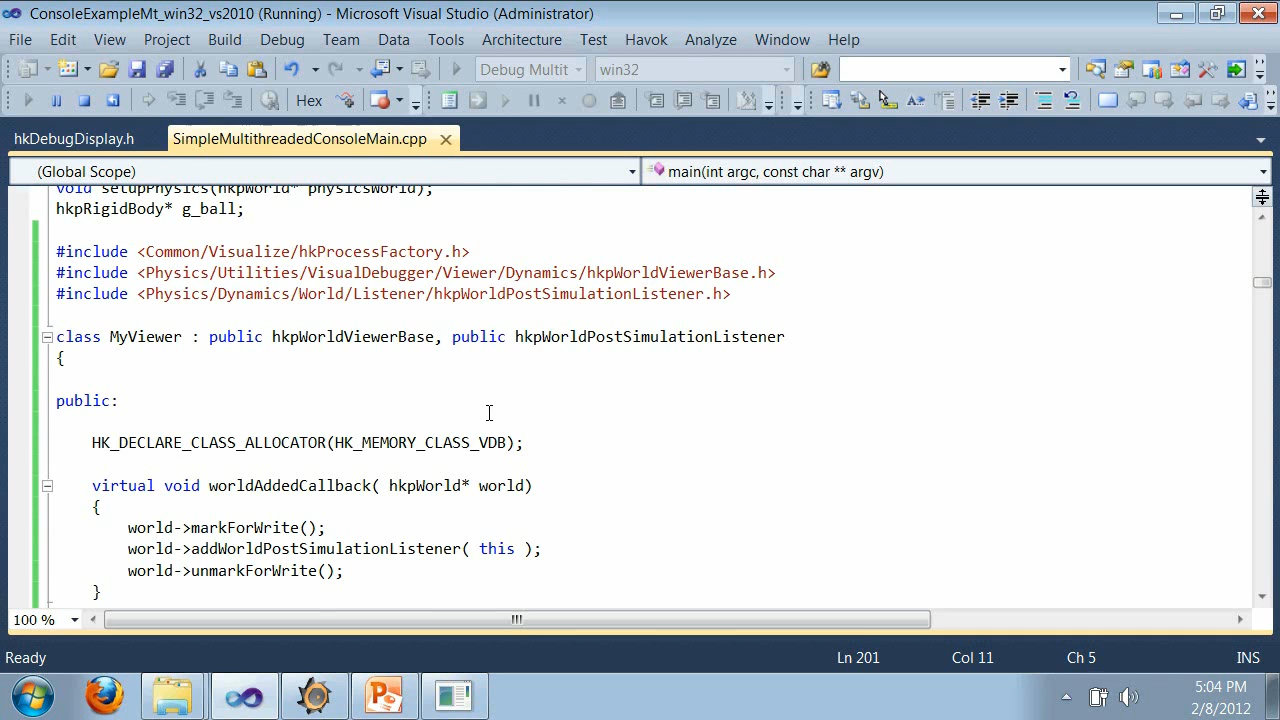 ConsoleExampleMt_win32_vs2010 (Running) - Microsoft Visual Studio (Administrator)
File Edit View Project Build Debug Team Data Tools Architecture Test Havok Analyze Window Help
Debug Multit win32
Hex
hkDebugDisplay.h SimpleMultithreadedConsoleMain.cpp
(Global Scope) main(int argc, const char ** argv)
void setupPhysics(hkpWorld* physicsWorld);
hkpRigidBody* g_ball;
#include <Common/Visualize/hkProcessFactory.h>
#include <Physics/Utilities/VisualDebugger/Viewer/Dynamics/hkpWorldViewerBase.h>
#include <Physics/Dynamics/World/Listener/hkpWorldPostSimulationListener.h>
class MyViewer : public hkpWorldViewerBase, public hkpWorldPostSimulationListener
{
public:
HK_DECLARE_CLASS_ALLOCATOR(HK_MEMORY_CLASS_VDB);
virtual void worldAddedCallback( hkpWorld* world)
{
world->markForWrite();
world->addWorldPostSimulationListener( this );
world->unmarkForWrite();
}
100 %
Ready Ln 201 Col 11 Ch 5 INS
5:04 PM
2/8/2012